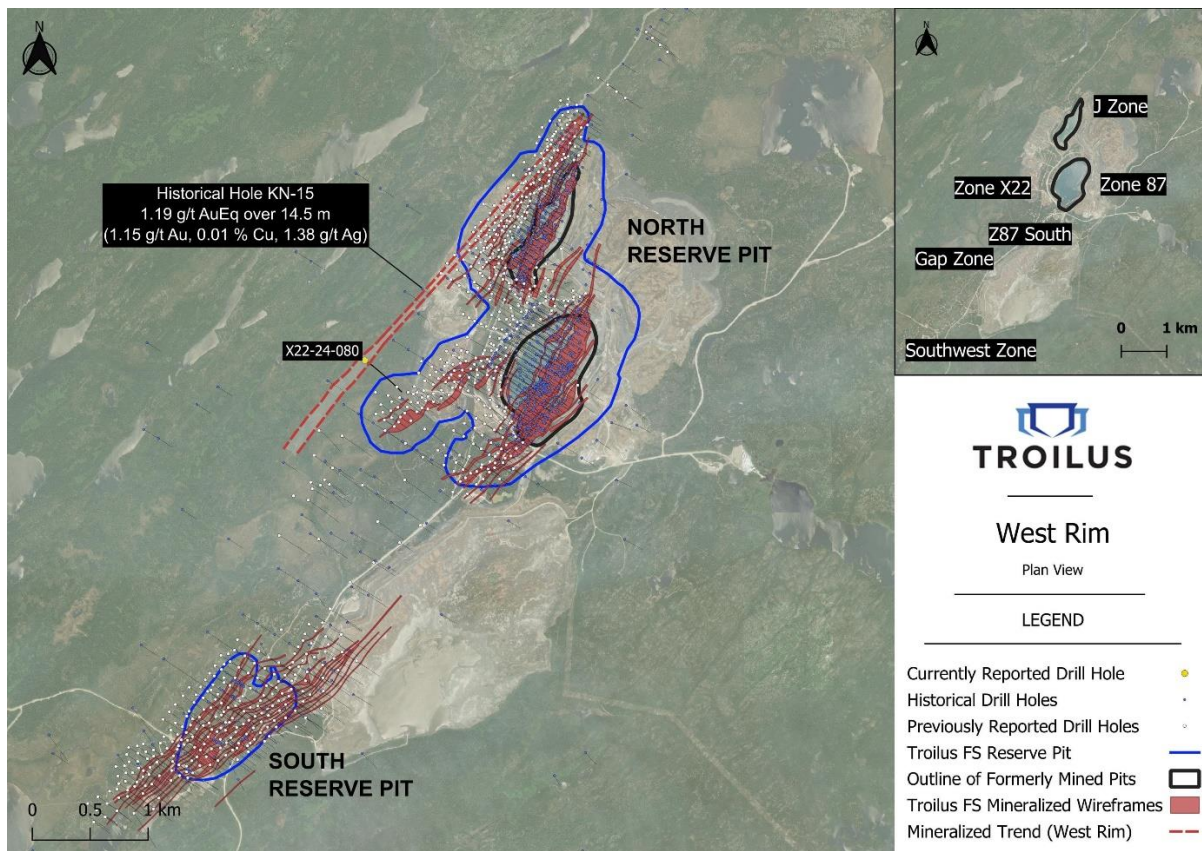 N
Historical Hole KN-15
1.19 g/t AuEq over 14.5 m
(1.15 g/t Au, 0.01 % Cu, 1.38 g/t Ag)
X22-24-080
NORTH
RESERVE PIT
SOUTH
RESERVE PIT
0 0.5 1 km
N
J Zone
Zone X22
Zone 87
Z87 South
Gap Zone
Southwest Zone
0 1 km
TROILUS
West Rim
Plan View
LEGEND
Currently Reported Drill Hole
Historical Drill Holes
Previously Reported Drill Holes
Troilus FS Reserve Pit
Outline of Formerly Mined Pits
Troilus FS Mineralized Wireframes
Mineralized Trend (West Rim)